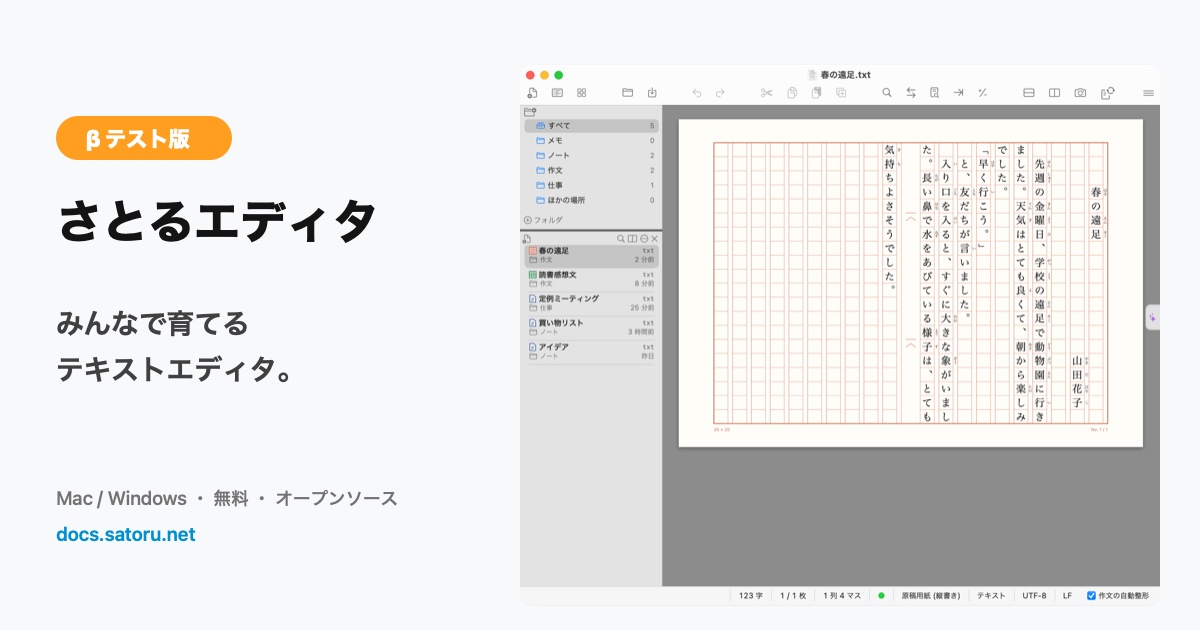 βテスト版
さとるエディタ
みんなで育てる
テキストエディタ。
Mac / Windows ・ 無料 ・ オープンソース
docs.satoru.net
春の遠足.txt
すべて 5
メモ 0
ノート 2
作文 2
仕事 1
ほかの場所 0
フォルダ
春の遠足 txt
作文 2 分前
読書感想文 txt
作文 8 分前
定例ミーティング txt
仕事 25 分前
買い物リスト txt
ノート 3 時間前
アイデア txt
ノート 昨日
春の遠足
山田花子
先週の金曜日、学校の遠足で動物園に行き
ました。天気はとても良くて、朝から楽しみ
でした。
「早く行こう。」
と、友だちが言いました。
入り口を入ると、すぐに大きな象がいまし
た。長い鼻で水をあびている様子は、とても
気持ちよさそうでした。
20 x 20
No. 1 / 1
123 字
1 / 1 枚
1 列 4 マス
原稿用紙 (縦書き)
テキスト
UTF-8
LF
作文の自動整形